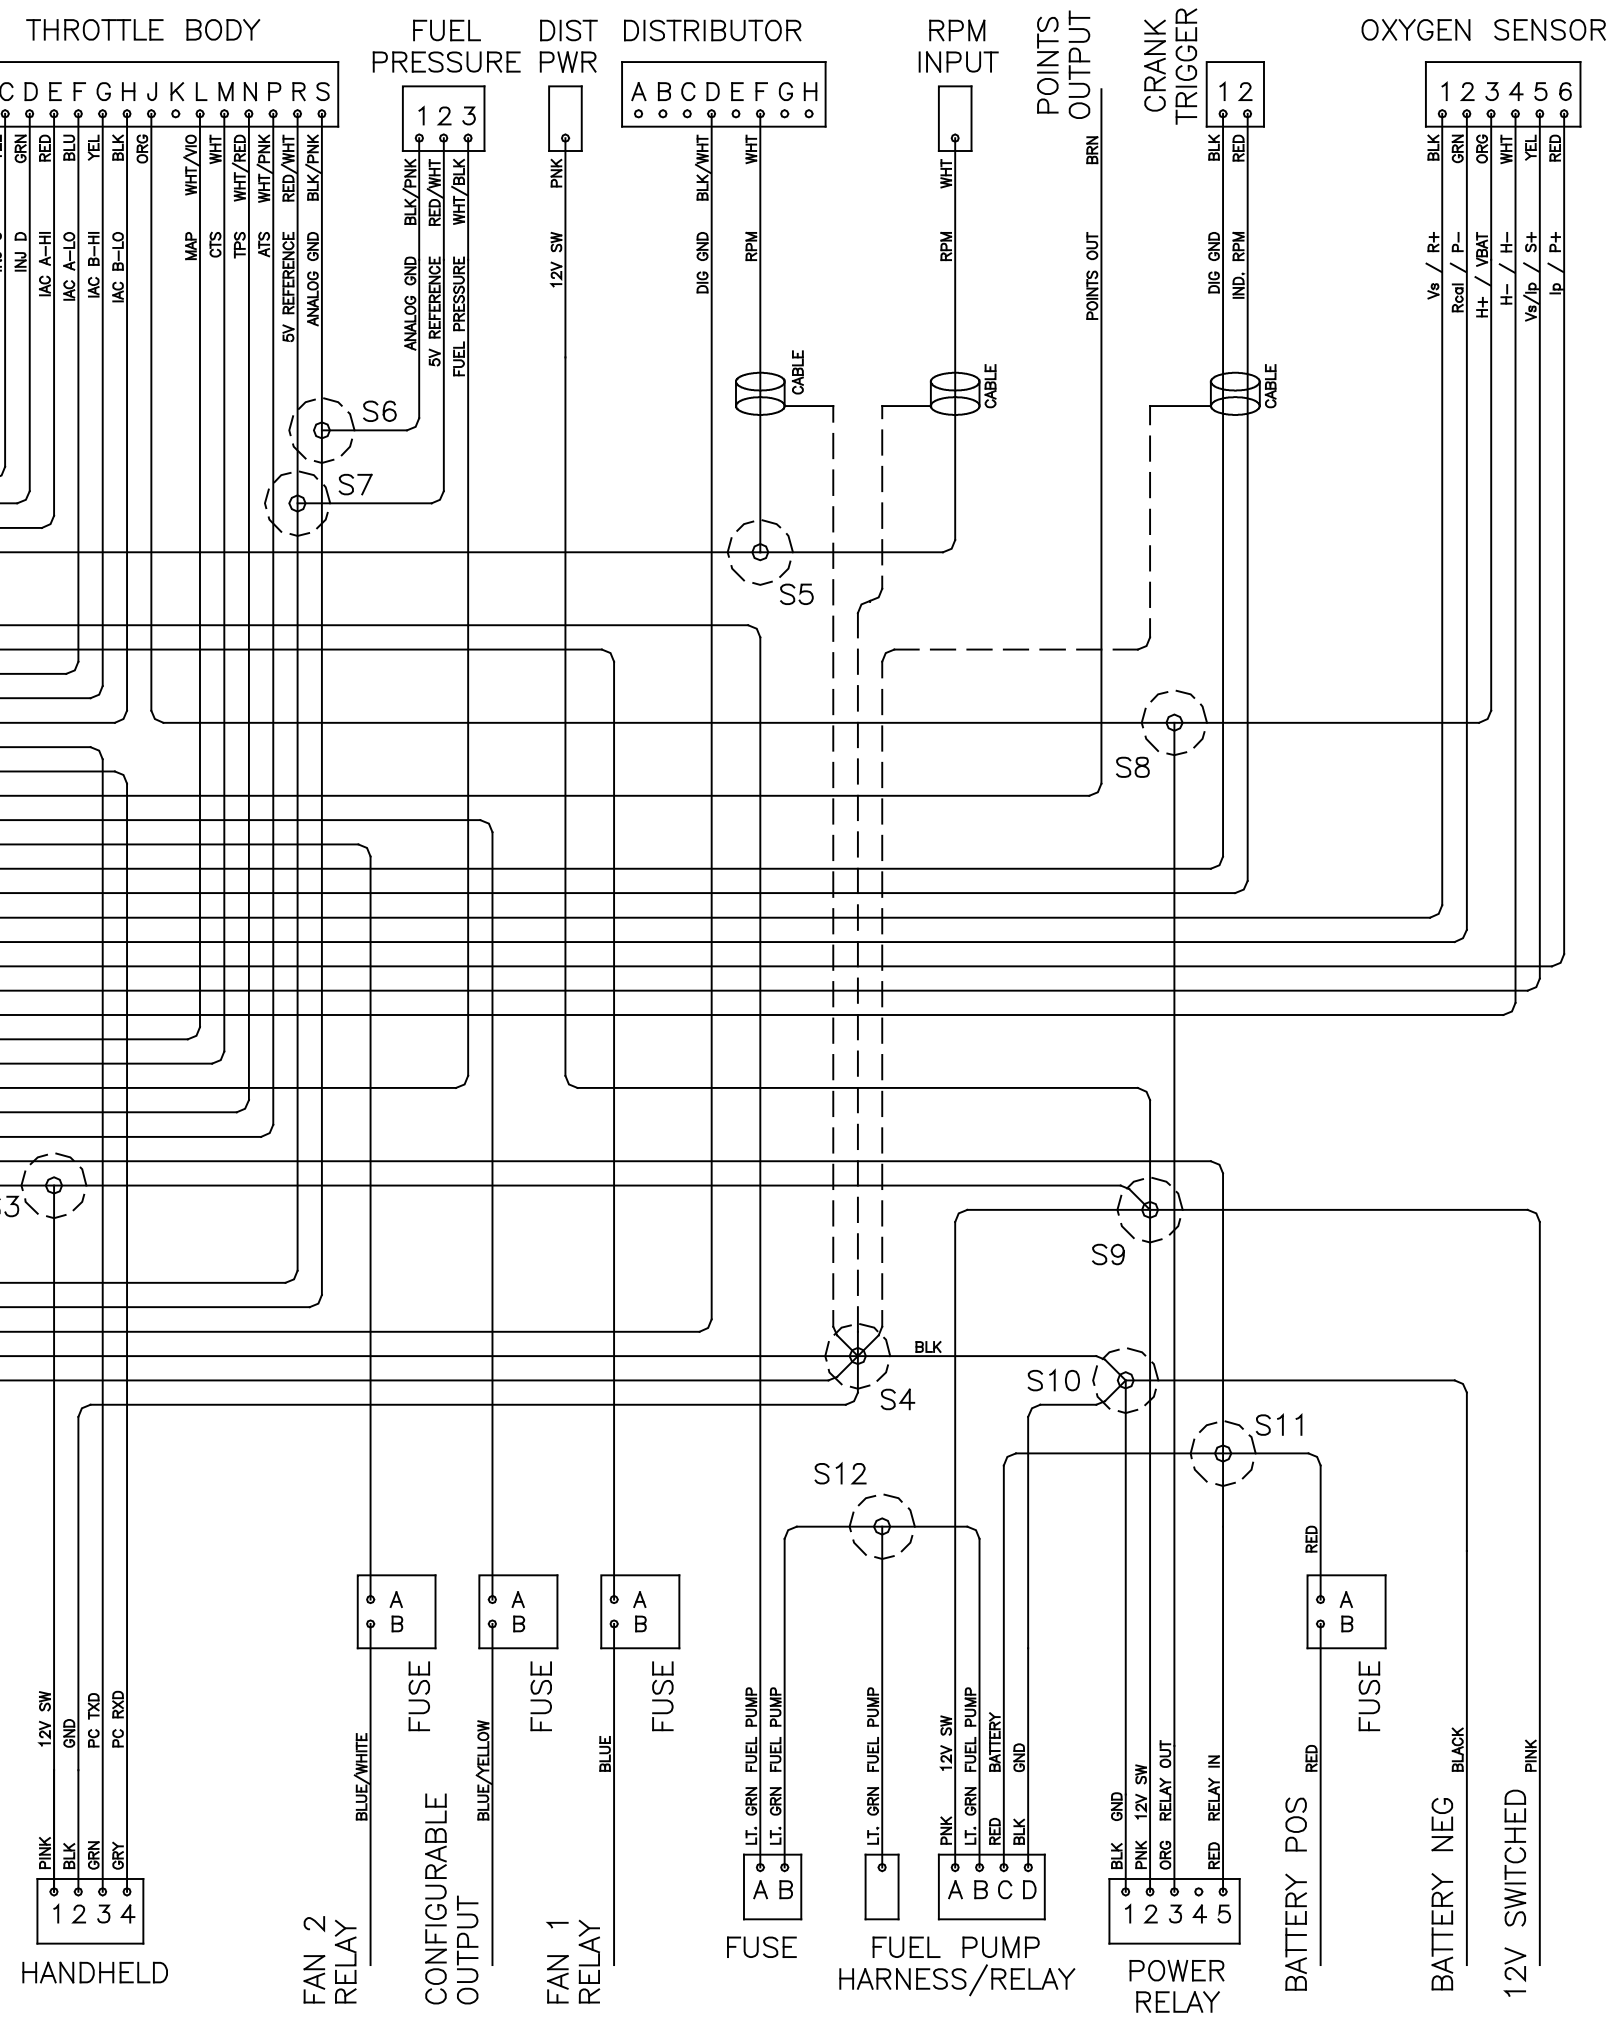 THROTTLE BODY
FUEL PRESSURE
DIST PWR
DISTRIBUTOR
RPM INPUT
POINTS OUTPUT
CRANK TRIGGER
OXYGEN SENSOR
C D E F G H J K L M N P R S
1 2 3
A B C D E F G H
1 2
1 2 3 4 5 6
GRN
RED
BLU
YEL
BLK
ORG
WHT/VIO
WHT
WHT/RED
WHT/PNK
RED/WHT
BLK/PNK
BLK/PNK
RED/WHT
WHT/BLK
PNK
BLK/WHT
WHT
WHT
BRN
BLK
RED
BLK
GRN
ORG
WHT
YEL
RED
INJ D
IAC A-HI
IAC A-LO
IAC B-HI
IAC B-LO
MAP
CTS
TPS
ATS
5V REFERENCE
ANALOG GND
ANALOG GND
5V REFERENCE
FUEL PRESSURE
12V SW
DIG GND
RPM
RPM
POINTS OUT
DIG GND
IND. RPM
Vs / R+
Rcal / P-
H+ / VBAT
H- / H-
Vs/Ip / S+
Ip / P+
CABLE
CABLE
CABLE
S6
S7
S5
S8
S3
S9
BLK
S10
S4
S11
S12
RED
A
B
FUSE
A
B
FUSE
A
B
FUSE
A
B
FUSE
12V SW
GND
PC TXD
PC RXD
PINK
BLK
GRN
GRY
BLUE/WHITE
BLUE/YELLOW
BLUE
LT. GRN FUEL PUMP
LT. GRN FUEL PUMP
LT. GRN FUEL PUMP
PNK 12V SW
LT. GRN FUEL PUMP
RED BATTERY
BLK GND
BLK GND
PNK 12V SW
ORG RELAY OUT
RED RELAY IN
RED
BLACK
PINK
1 2 3 4
HANDHELD
FAN 2 RELAY
CONFIGURABLE OUTPUT
FAN 1 RELAY
A B
FUSE
A B C D
FUEL PUMP
HARNESS/RELAY
1 2 3 4 5
POWER
RELAY
BATTERY POS
BATTERY NEG
12V SWITCHED